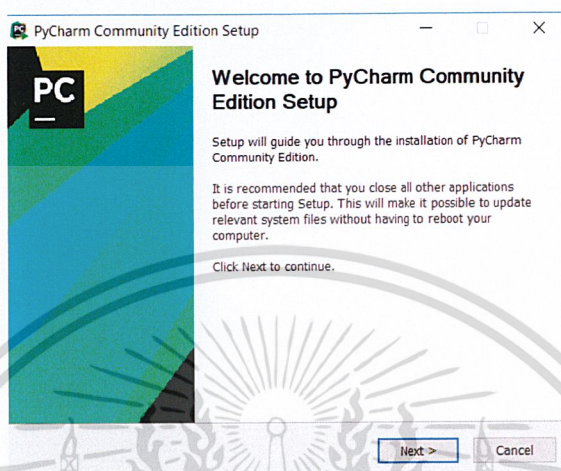 PyCharm Community Edition Setup
PC
Welcome to PyCharm Community
Edition Setup
Setup will guide you through the installation of PyCharm
Community Edition.
It is recommended that you close all other applications
before starting Setup. This will make it possible to update
relevant system files without having to reboot your
computer.
Click Next to continue.
Next >
Cancel